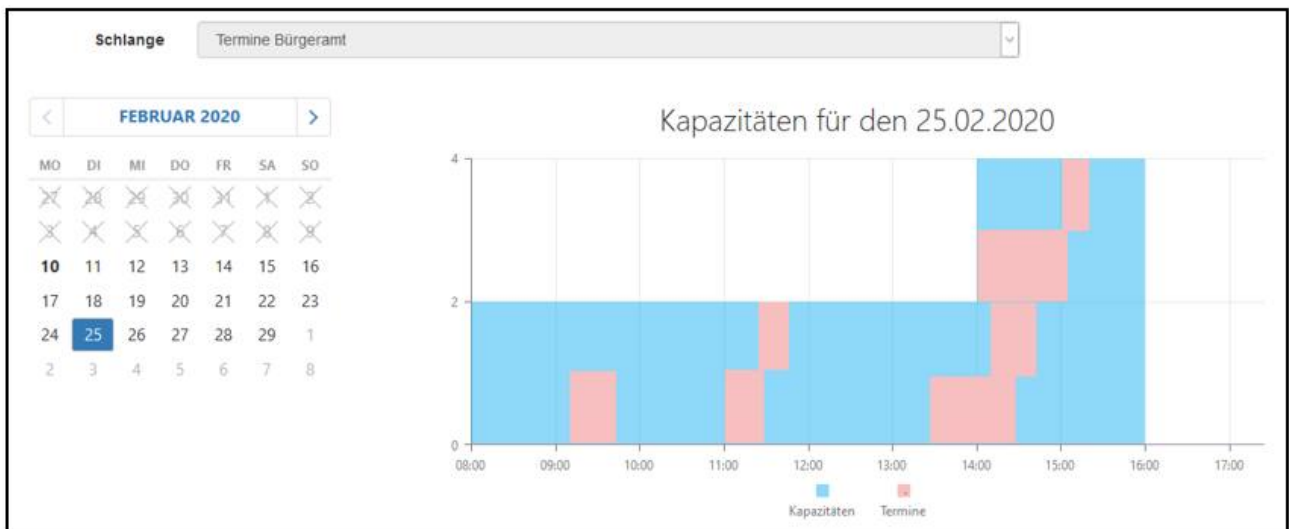 Schlange Termine Bürgeramt
FEBRUAR 2020
MO DI MI DO FR SA SO
27 28 29 30 31 1 2
3 4 5 6 7 8 9
10 11 12 13 14 15 16
17 18 19 20 21 22 23
24 25 26 27 28 29 1
2 3 4 5 6 7 8
Kapazitäten für den 25.02.2020
4
2
0
08:00 09:00 10:00 11:00 12:00 13:00 14:00 15:00 16:00 17:00
Kapazitäten Termine